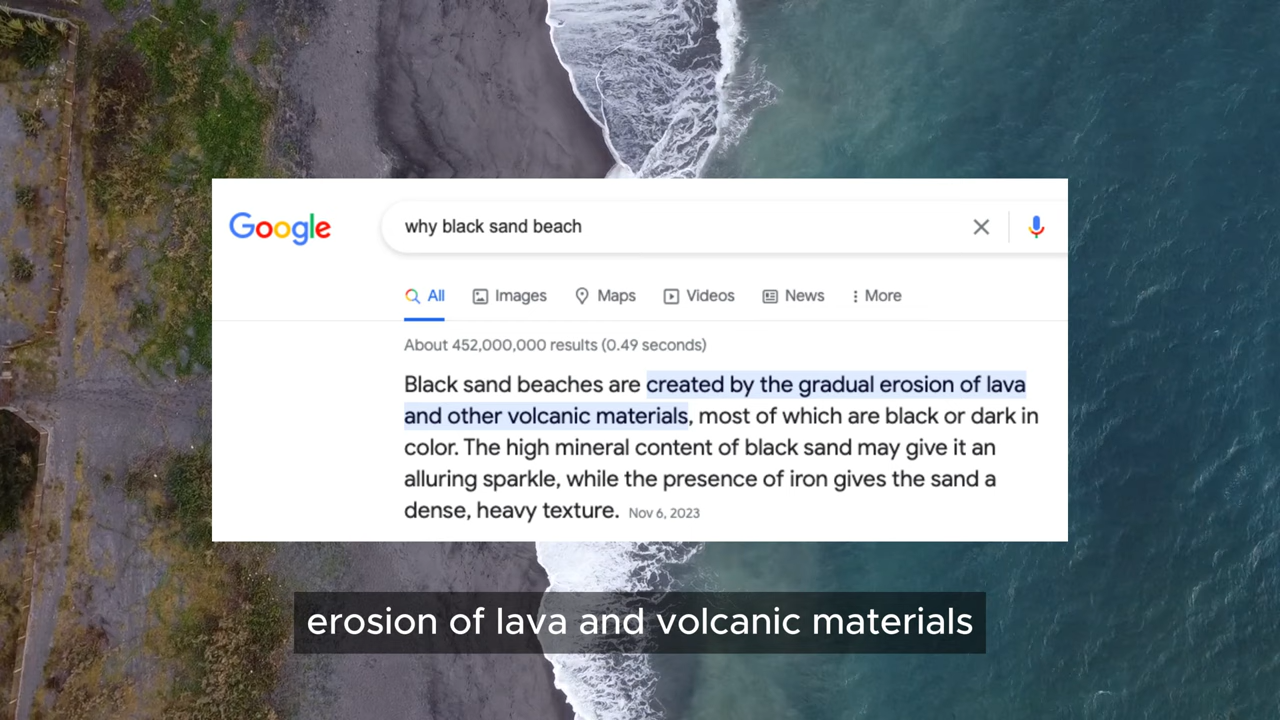 Google
why black sand beach
All Images Maps Videos News More
About 452,000,000 results (0.49 seconds)
Black sand beaches are created by the gradual erosion of lava
and other volcanic materials, most of which are black or dark in
color. The high mineral content of black sand may give it an
alluring sparkle, while the presence of iron gives the sand a
dense, heavy texture. Nov 6, 2023
erosion of lava and volcanic materials